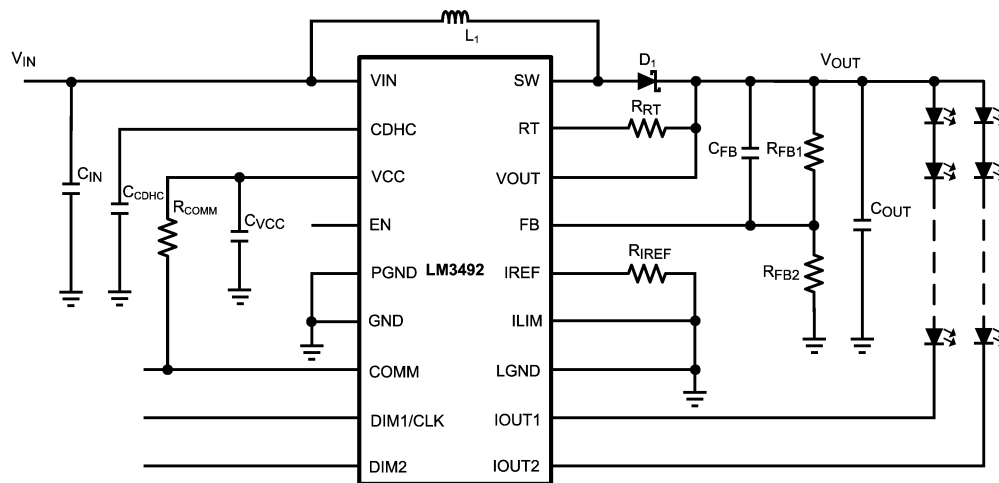 L1
VIN
VIN
SW
D1
VOUT
CDHC
RT
RRT
CFB
RFB1
CIN
CCDHC
RCOMM
VCC
VOUT
CVCC
EN
FB
COUT
PGND
LM3492
IREF
RIREF
RFB2
GND
ILIM
COMM
LGND
DIM1/CLK
IOUT1
DIM2
IOUT2